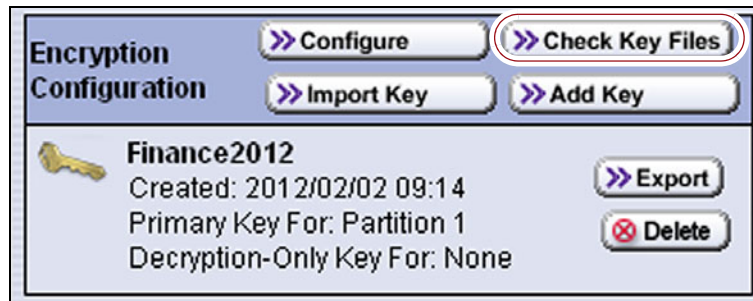 Encryption Configuration
>> Configure
>> Check Key Files
>> Import Key
>> Add Key
Finance2012
Created: 2012/02/02 09:14
Primary Key For: Partition 1
Decryption-Only Key For: None
>> Export
Delete